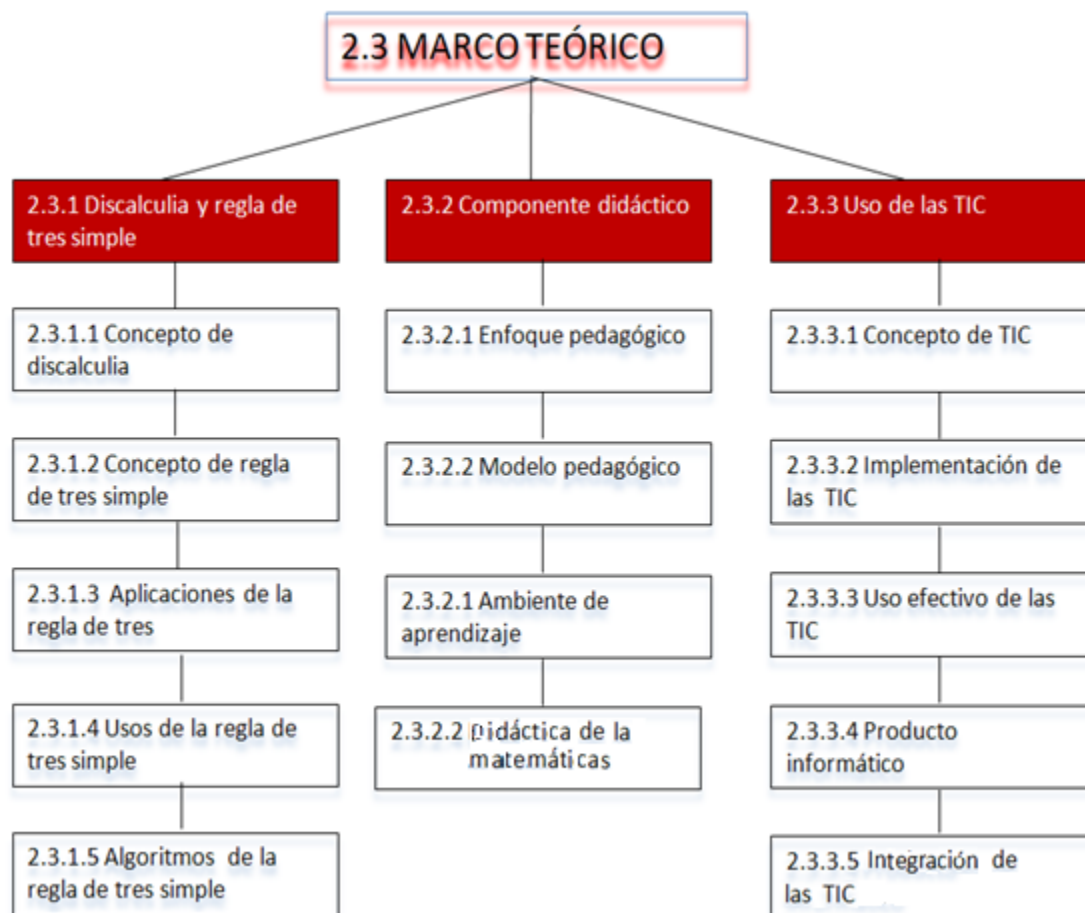 2.3 MARCO TEÓRICO
2.3.1 Discalculia y regla de
tres simple
2.3.1.1 Concepto de
discalculia
2.3.1.2 Concepto de regla
de tres simple
2.3.1.3 Aplicaciones de la
regla de tres
2.3.1.4 Usos de la regla de
tres simple
2.3.1.5 Algoritmos de la
regla de tres simple
2.3.2 Componente didáctico
2.3.2.1 Enfoque pedagógico
2.3.2.2 Modelo pedagógico
2.3.2.1 Ambiente de
aprendizaje
2.3.2.2 Didáctica de la
matemáticas
2.3.3 Uso de las TIC
2.3.3.1 Concepto de TIC
2.3.3.2 Implementación de
las TIC
2.3.3.3 Uso efectivo de las
TIC
2.3.3.4 Producto
informático
2.3.3.5 Integración de
las TIC